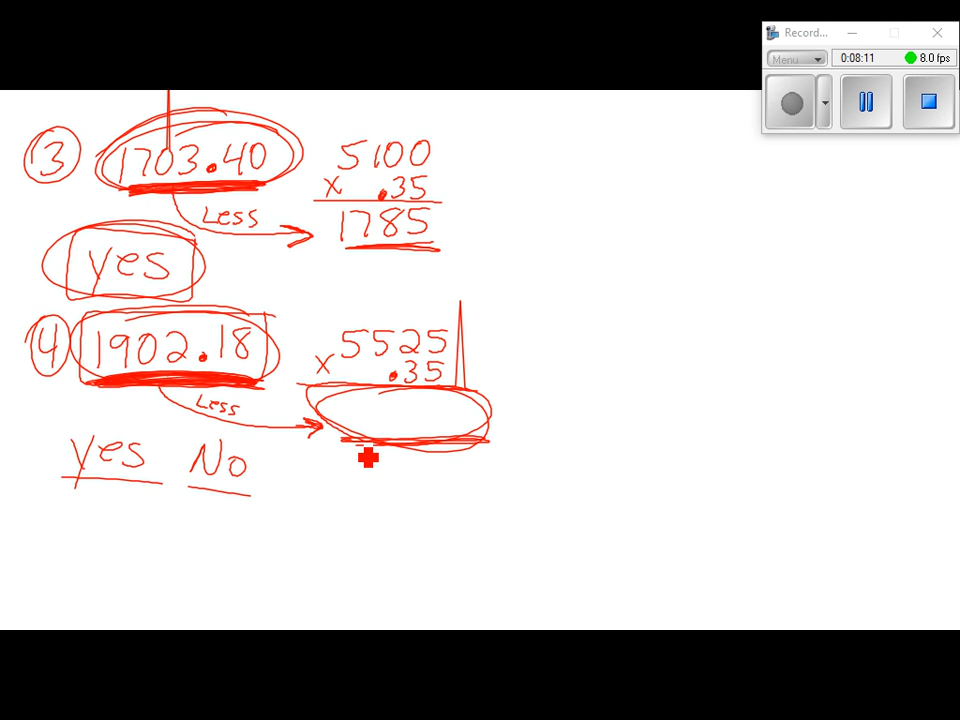 Record...
Menu
0:08:11
8.0 fps
3
1703.40
5100
x .35
1785
Less
yes
4
1902.18
5525
x .35
Less
yes No